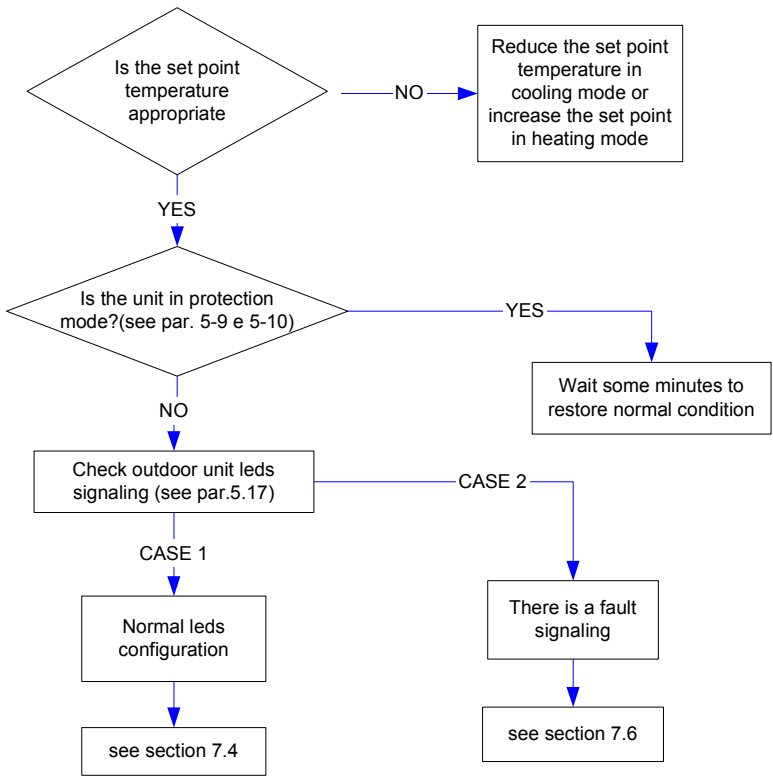 Is the set point
temperature
appropriate
NO
Reduce the set point
temperature in
cooling mode or
increase the set point
in heating mode
YES
Is the unit in protection
mode?(see par. 5-9 e 5-10)
YES
Wait some minutes to
restore normal condition
NO
Check outdoor unit leds
signaling (see par.5.17)
CASE 2
CASE 1
Normal leds
configuration
There is a fault
signaling
see section 7.4
see section 7.6